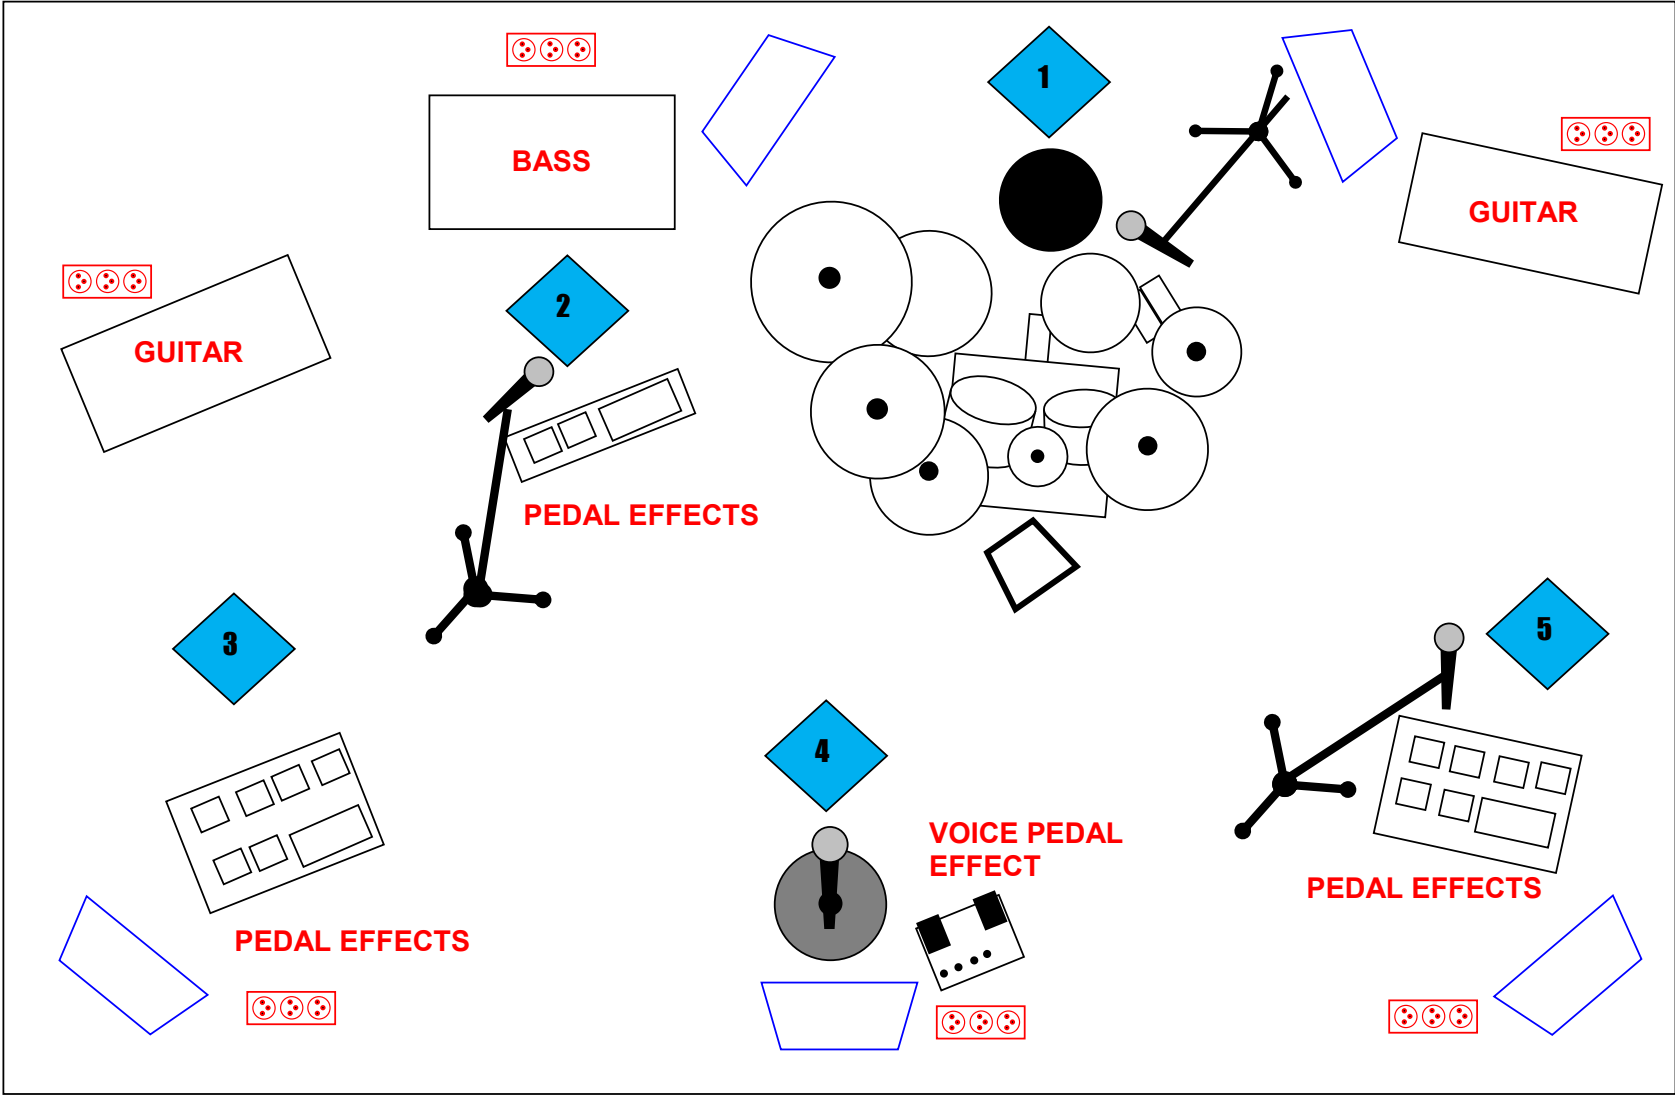 1
BASS
GUITAR
2
GUITAR
PEDAL EFFECTS
3
5
4
VOICE PEDAL
EFFECT
PEDAL EFFECTS
PEDAL EFFECTS